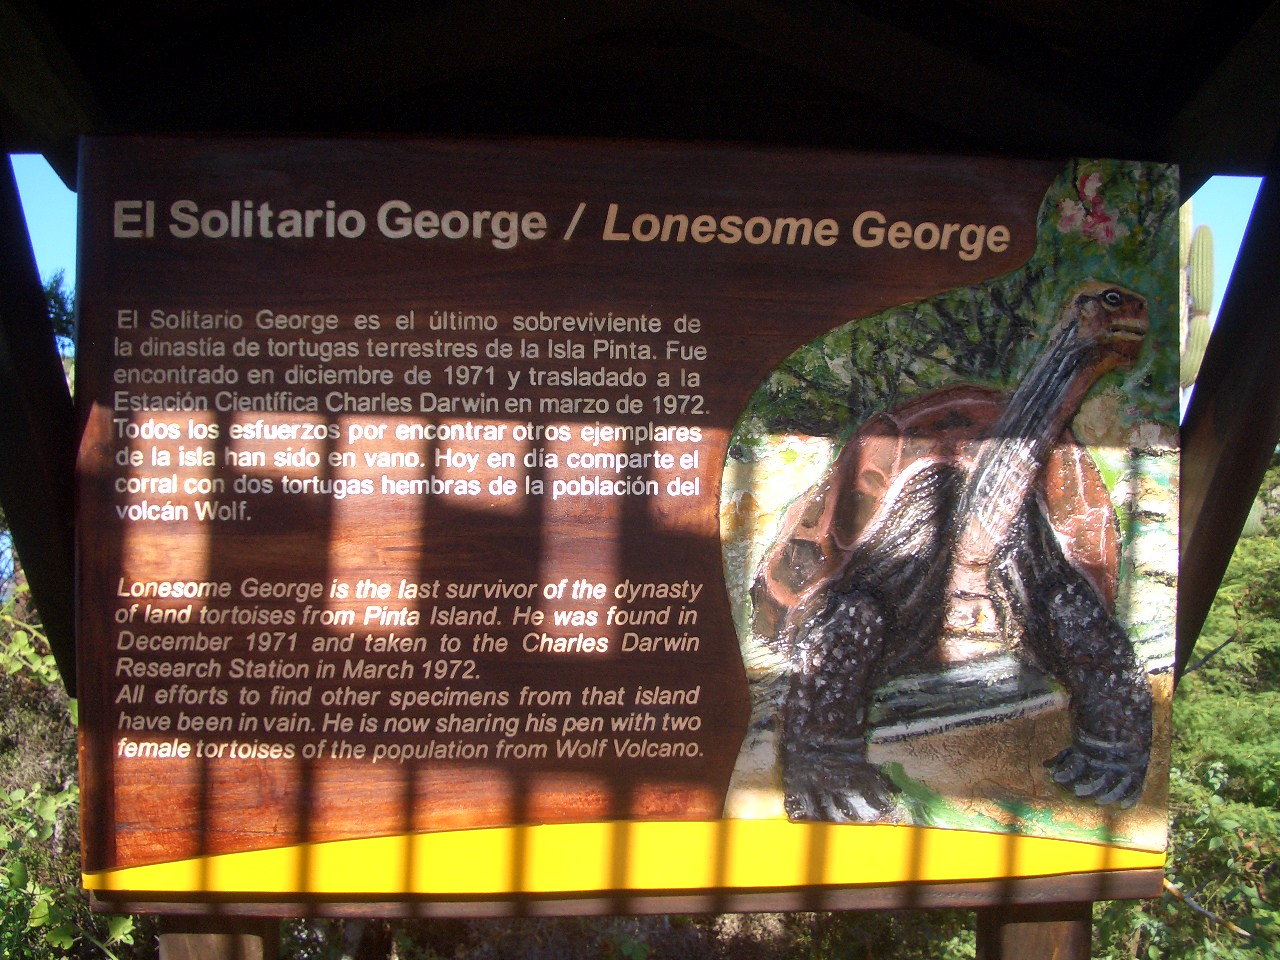 El Solitario George / Lonesome George
El Solitario George es el último sobreviviente de
la dinastía de tortugas terrestres de la Isla Pinta. Fue
encontrado en diciembre de 1971 y trasladado a la
Estación Científica Charles Darwin en marzo de 1972.
Todos los esfuerzos por encontrar otros ejemplares
de la isla han sido en vano. Hoy en día comparte el
corral con dos tortugas hembras de la población del
volcán Wolf.
Lonesome George is the last survivor of the dynasty
of land tortoises from Pinta Island. He was found in
December 1971 and taken to the Charles Darwin
Research Station in March 1972.
All efforts to find other specimens from that island
have been in vain. He is now sharing his pen with two
female tortoises of the population from Wolf Volcano.